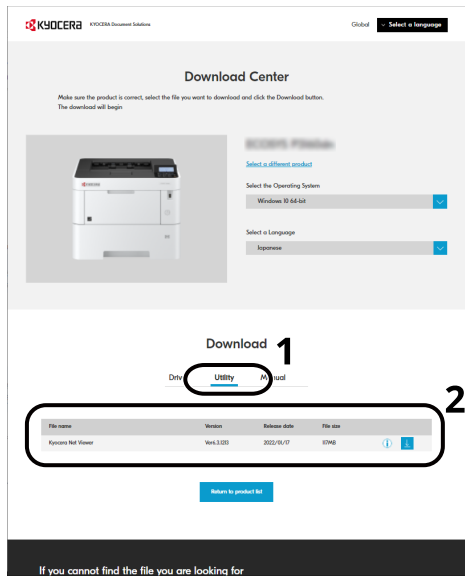 KYOCERA KYOCERA Document Solutions Global Select a language
Download Center
Make sure the product is correct, select the file you want to download and click the Download button.
The download will begin
Select a different product
Select the Operating System
Windows 10 64-bit
Select a Language
Japanese
Download 1
Utility
2
File name Version Release date File size
Kyocera Net Viewer 2022/01/17 117MB
Return to product list
If you cannot find the file you are looking for